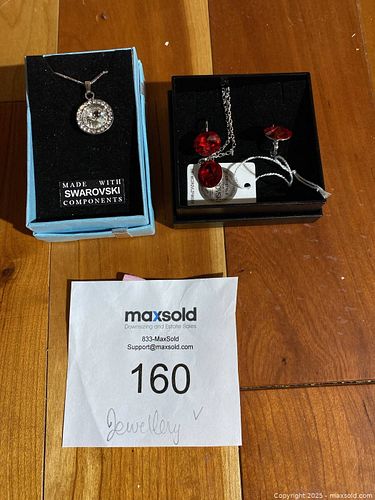 MADE WITH
SWAROVSKI
COMPONENTS
maxsold
Downsizing and Estate Sales
833-MaxSold
Support@maxsold.com
160
Jewellery
Copyright 2025 - maxsold.com